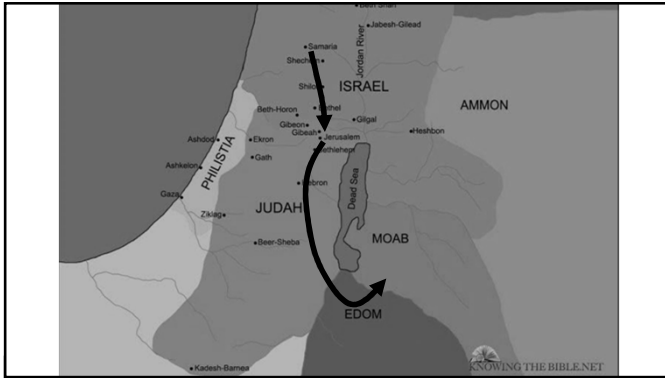 Beth Shan
Jabesh-Gilead
Jordan River
Samaria
Shechem
ISRAEL
Shiloh
AMMON
Bethel
Beth-Horon
Gibeon
Gilgal
Gibeah
Heshbon
Jerusalem
Ashdod
Ekron
Bethlehem
Gath
PHILISTIA
Ashkelon
Hebron
Dead Sea
Gaza
JUDAH
Ziklag
MOAB
Beer-Sheba
EDOM
Kadesh-Barnea
KNOWING THE BIBLE.NET